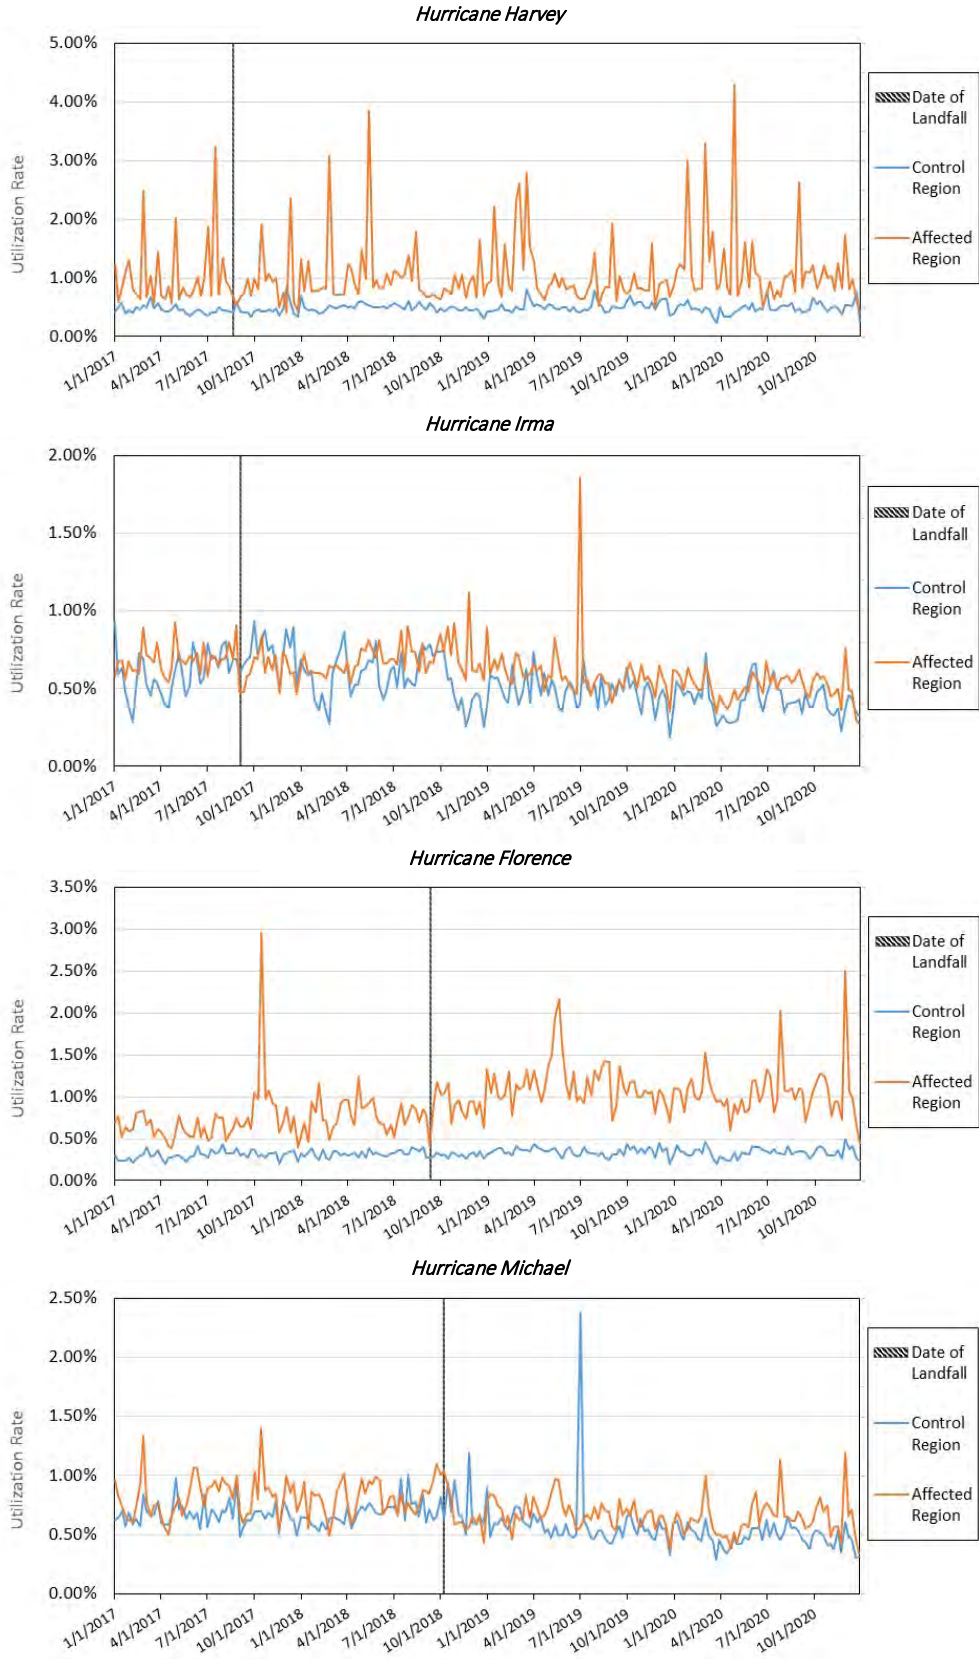 Hurricane Harvey
5.00%
4.00%
3.00%
2.00%
1.00%
0.00%
Utilization Rate
1/1/2017 4/1/2017 7/1/2017 10/1/2017 1/1/2018 4/1/2018 7/1/2018 10/1/2018 1/1/2019 4/1/2019 7/1/2019 10/1/2019 1/1/2020 4/1/2020 7/1/2020 10/1/2020
Date of
Landfall
Control
Region
Affected
Region
Hurricane Irma
2.00%
1.50%
1.00%
0.50%
0.00%
Utilization Rate
1/1/2017 4/1/2017 7/1/2017 10/1/2017 1/1/2018 4/1/2018 7/1/2018 10/1/2018 1/1/2019 4/1/2019 7/1/2019 10/1/2019 1/1/2020 4/1/2020 7/1/2020 10/1/2020
Date of
Landfall
Control
Region
Affected
Region
Hurricane Florence
3.50%
3.00%
2.50%
2.00%
1.50%
1.00%
0.50%
0.00%
Utilization Rate
1/1/2017 4/1/2017 7/1/2017 10/1/2017 1/1/2018 4/1/2018 7/1/2018 10/1/2018 1/1/2019 4/1/2019 7/1/2019 10/1/2019 1/1/2020 4/1/2020 7/1/2020 10/1/2020
Date of
Landfall
Control
Region
Affected
Region
Hurricane Michael
2.50%
2.00%
1.50%
1.00%
0.50%
0.00%
Utilization Rate
1/1/2017 4/1/2017 7/1/2017 10/1/2017 1/1/2018 4/1/2018 7/1/2018 10/1/2018 1/1/2019 4/1/2019 7/1/2019 10/1/2019 1/1/2020 4/1/2020 7/1/2020 10/1/2020
Date of
Landfall
Control
Region
Affected
Region